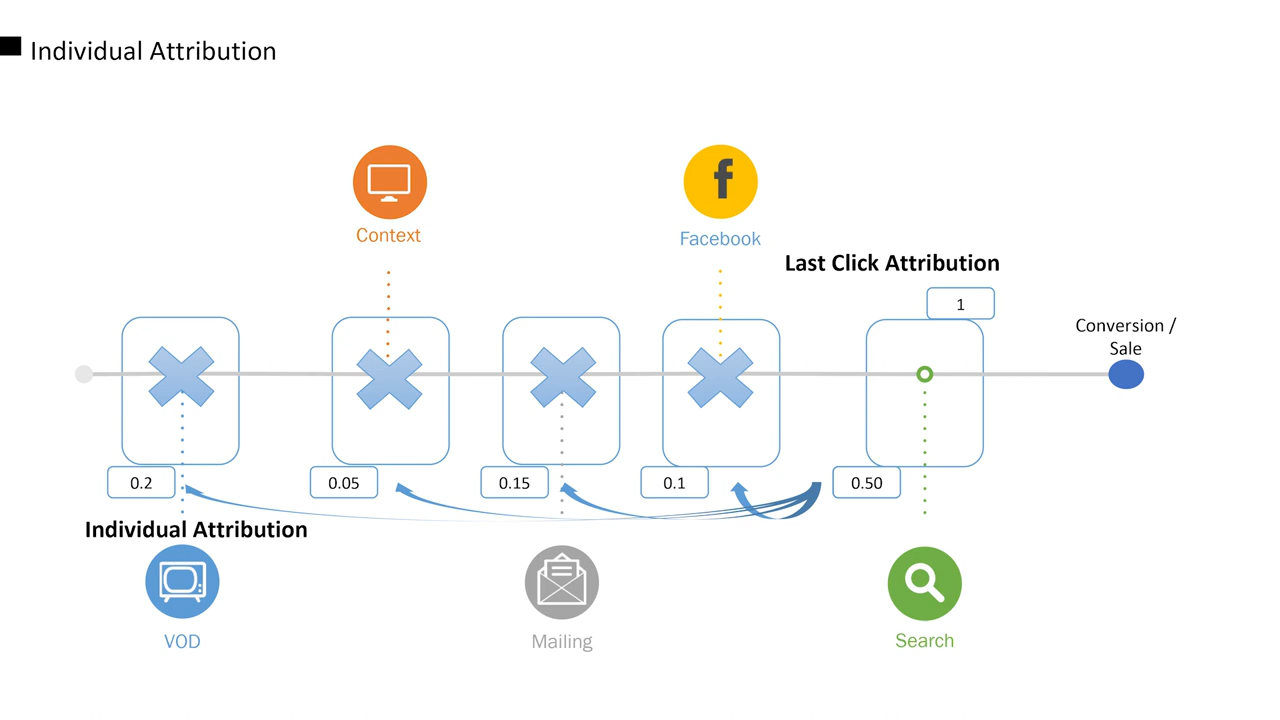 Individual Attribution
Context
Facebook
Last Click Attribution
1
Conversion /
Sale
0.2
0.05
0.15
0.1
0.50
Individual Attribution
VOD
Mailing
Search